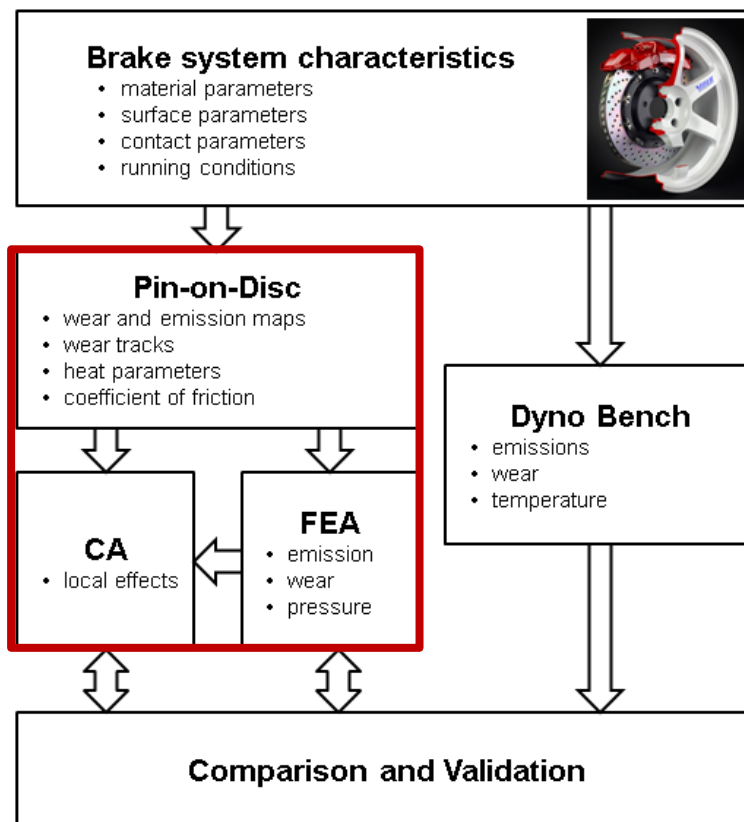 Brake system characteristics
• material parameters
• surface parameters
• contact parameters
• running conditions
Pin-on-Disc
• wear and emission maps
• wear tracks
• heat parameters
• coefficient of friction
Dyno Bench
• emissions
• wear
• temperature
CA
• local effects
FEA
• emission
• wear
• pressure
Comparison and Validation